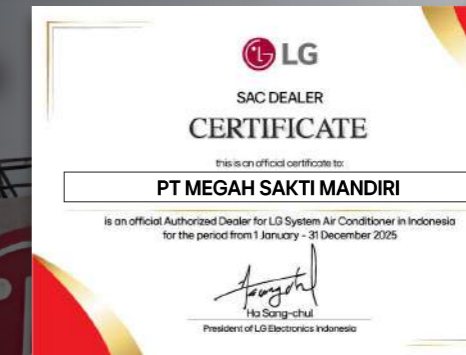 LG
SAC DEALER
CERTIFICATE
this is an official certificate to:
PT MEGAH SAKTI MANDIRI
is an official Authorized Dealer for LG System Air Conditioner in Indonesia
for the period from 1 January - 31 December 2025
Ha Sang-chul
President of LG Electronics Indonesia